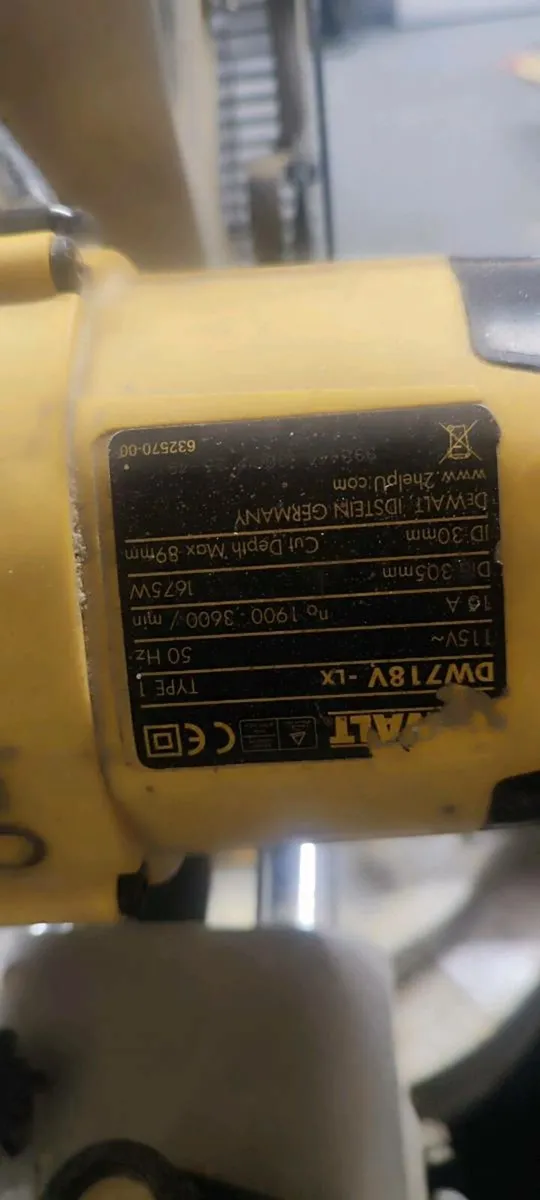 WALT
DW718V -LX TYPE 1
115V~ 50 Hz
16 A n₀ 1900...3600 / min
Dia 305mm 1675W
ID:30mm Cut.Depth Max 89mm
DeWALT, IDSTEIN GERMANY
www.2helpU.com
632570-00